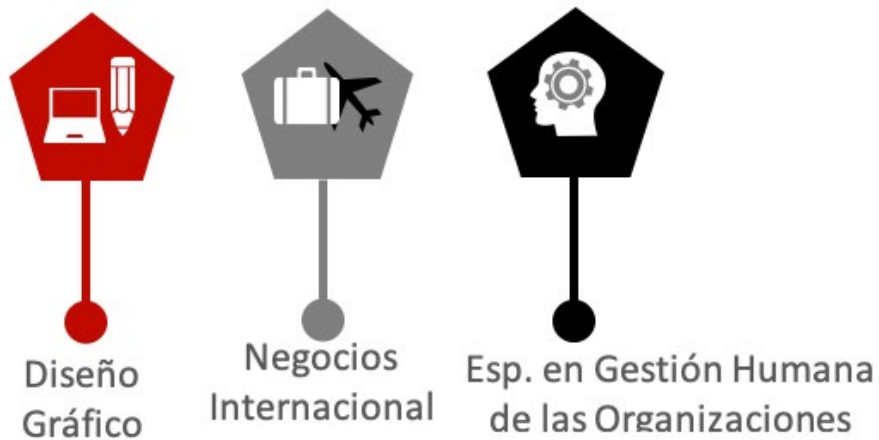 Diseño
Gráfico
Negocios
Internacional
Esp. en Gestión Humana
de las Organizaciones